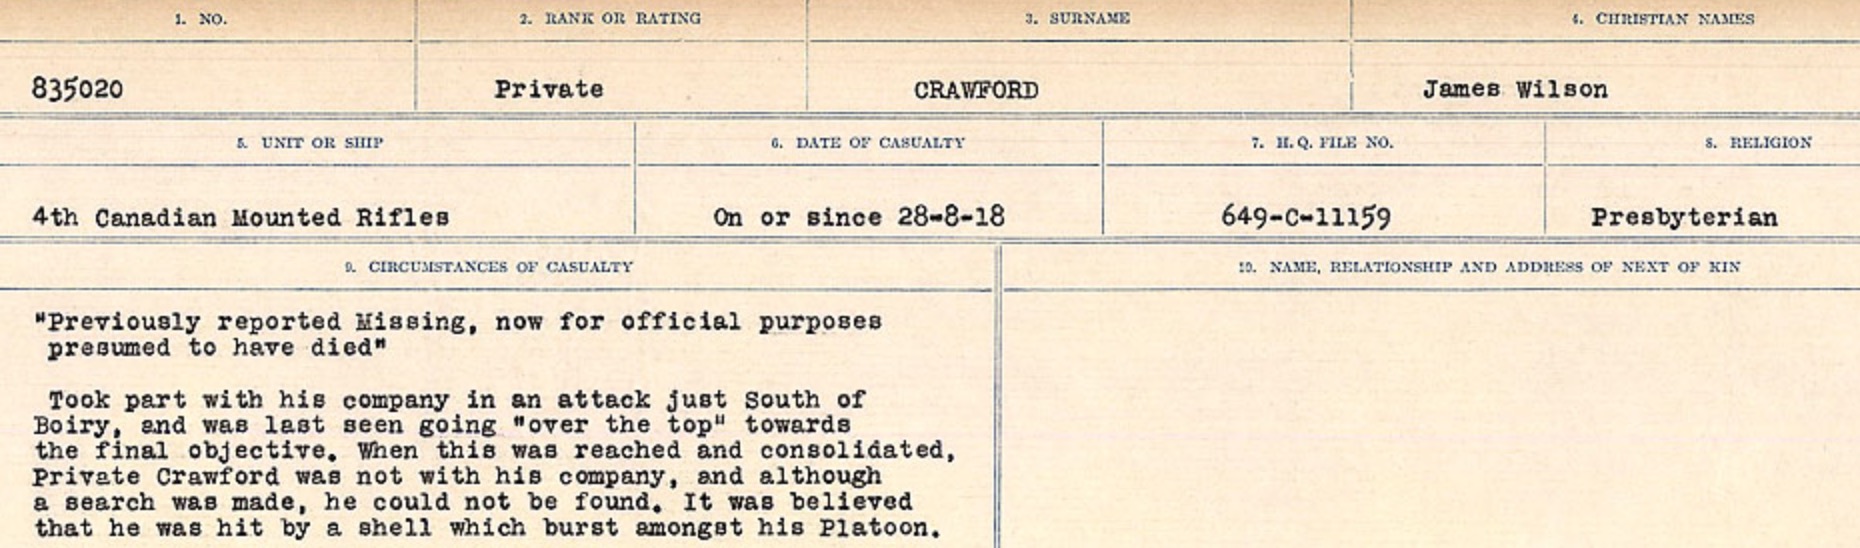 1. NO. 2. RANK OR RATING 3. SURNAME 4. CHRISTIAN NAMES
835020 Private CRAWFORD James Wilson
5. UNIT OR SHIP 6. DATE OF CASUALTY 7. H.Q. FILE NO. 8. RELIGION
4th Canadian Mounted Rifles On or since 28-8-18 649-C-11159 Presbyterian
9. CIRCUMSTANCES OF CASUALTY 10. NAME, RELATIONSHIP AND ADDRESS OF NEXT OF KIN
"Previously reported Missing, now for official purposes
presumed to have died"
Took part with his company in an attack just South of
Boiry, and was last seen going "over the top" towards
the final objective. When this was reached and consolidated,
Private Crawford was not with his company, and although
a search was made, he could not be found. It was believed
that he was hit by a shell which burst amongst his Platoon.